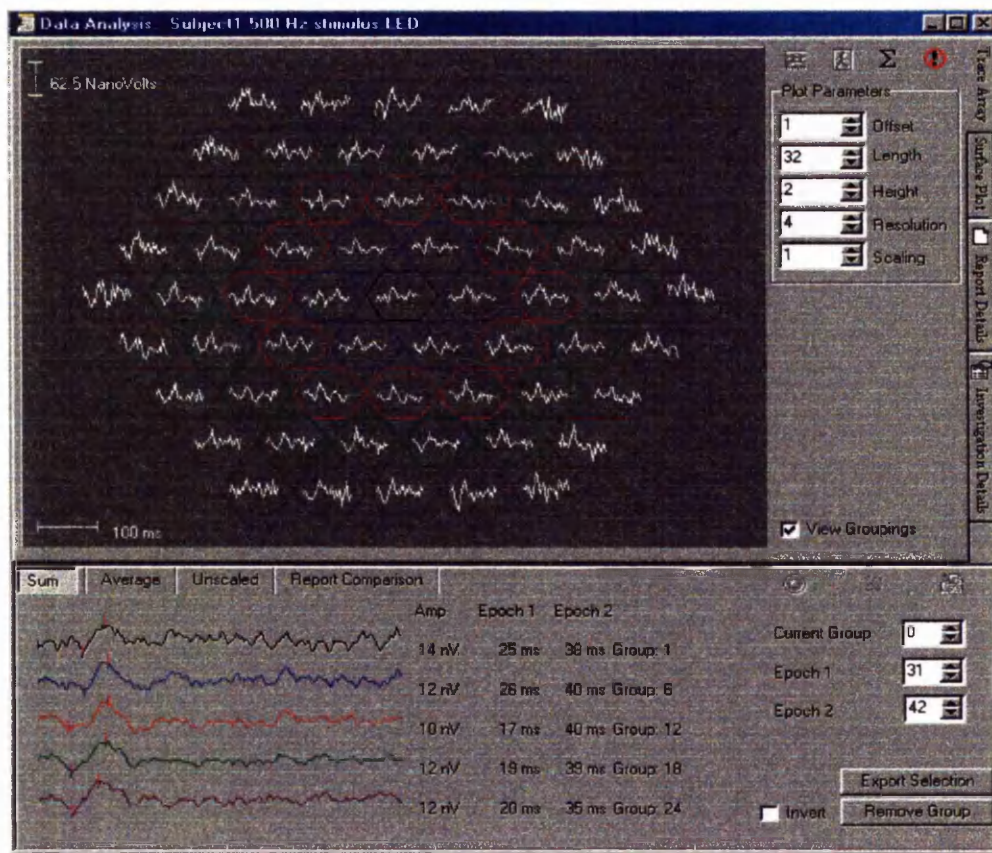 Data Analysis - Subject1 500 Hz stimulus LED
62.5 NanoVolts
100 ms
Plot Parameters
1 Offset
32 Length
2 Height
4 Resolution
1 Scaling
View Groupings
Trace Array
Surface Plot
Report Details
Investigation Details
Sum Average Unscaled Report Comparison
Amp Epoch 1 Epoch 2
14 nV 25 ms 38 ms Group: 1
12 nV 26 ms 40 ms Group: 6
10 nV 17 ms 40 ms Group: 12
12 nV 19 ms 39 ms Group: 18
12 nV 20 ms 35 ms Group: 24
Current Group 0
Epoch 1 31
Epoch 2 42
Export Selection
Invert Remove Group